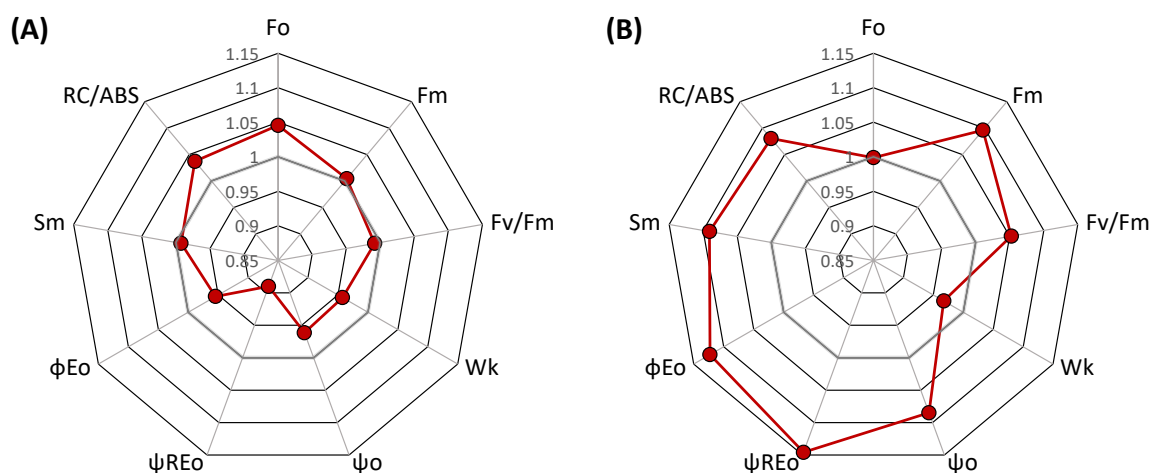 (A)
Fo
1.15
1.1
1.05
1
0.95
0.9
0.85
Fm
Fv/Fm
Wk
ψo
ψREo
φEo
Sm
RC/ABS
(B)
Fo
1.15
1.1
1.05
1
0.95
0.9
0.85
Fm
Fv/Fm
Wk
ψo
ψREo
φEo
Sm
RC/ABS